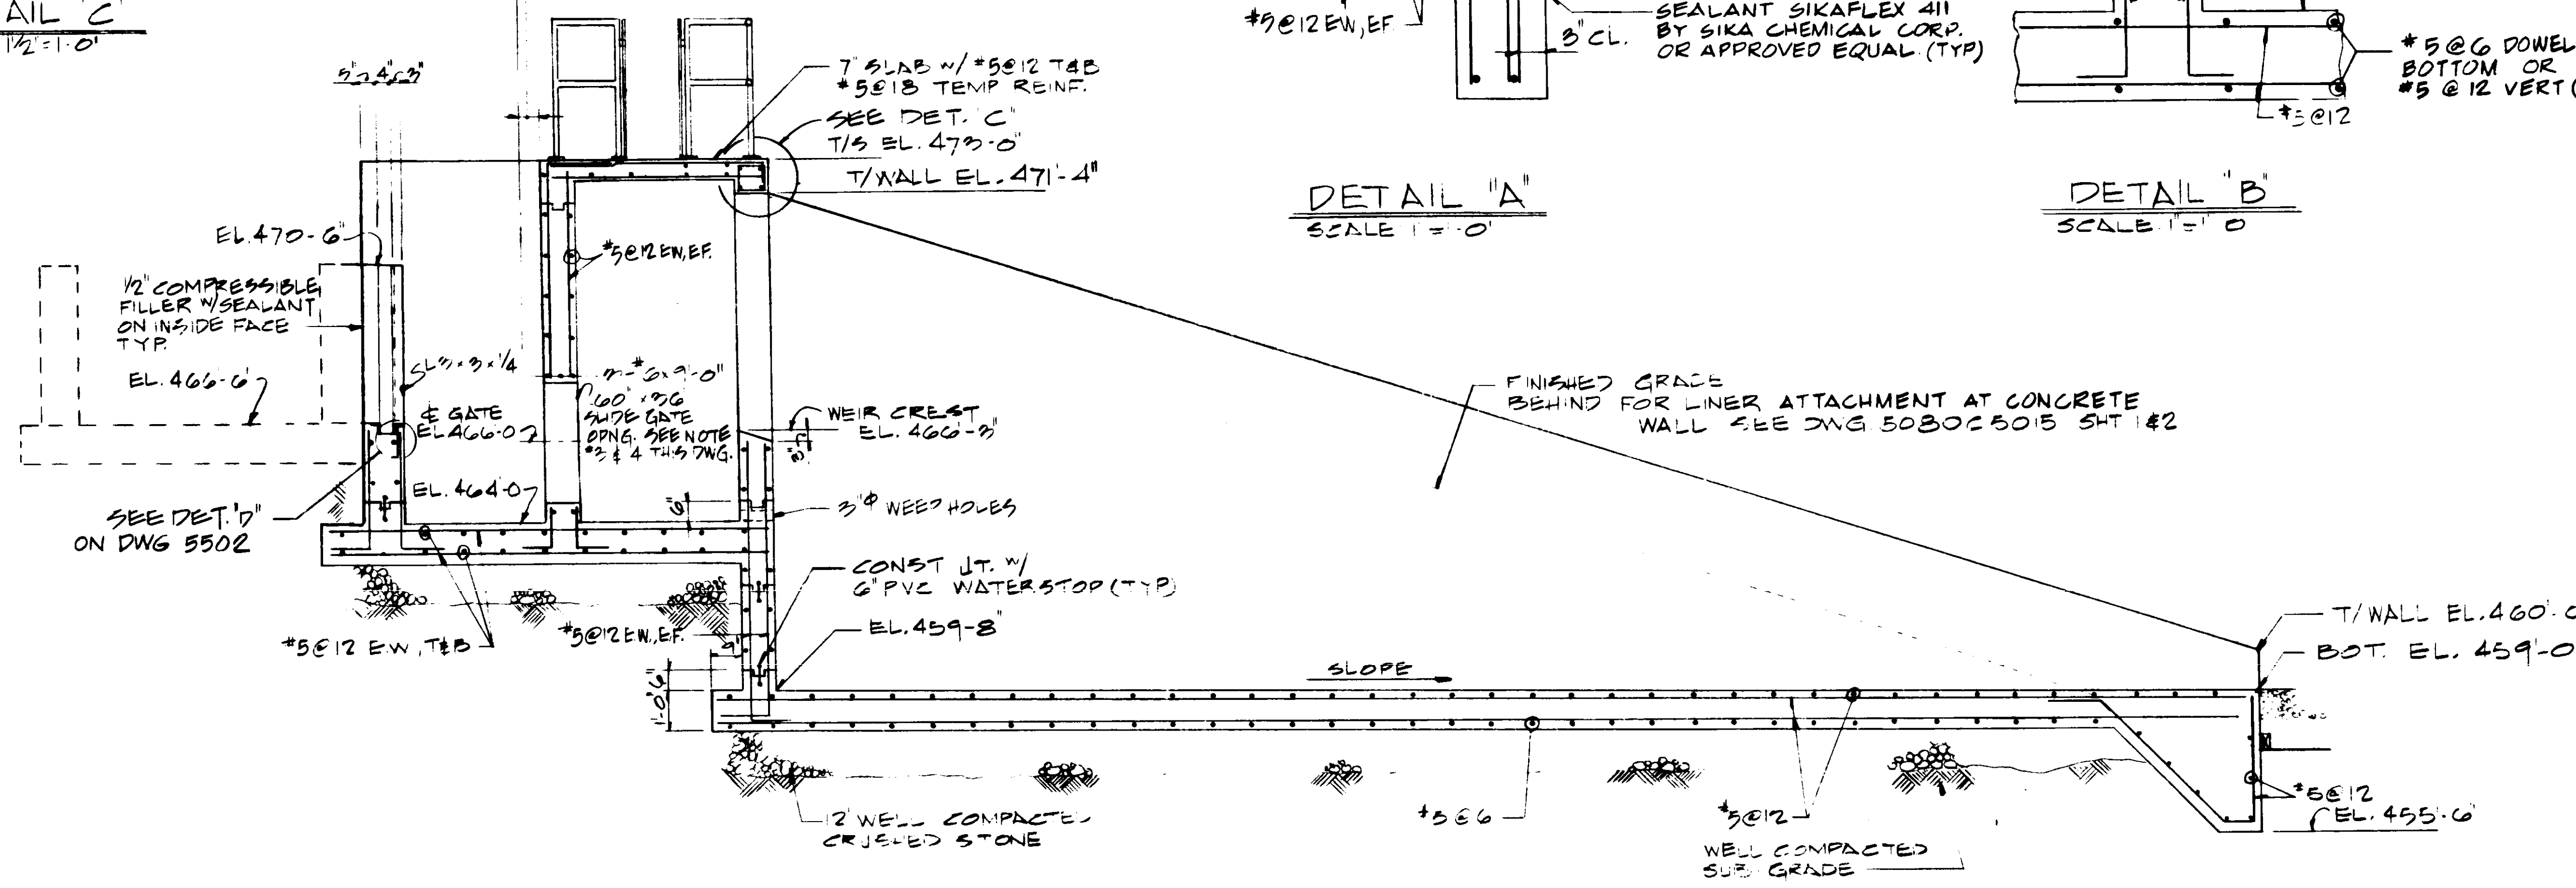 AIL "C"
1½"=1'-0"
5" 4" 3"
7" SLAB W/ #5@12 T&B
#5@18 TEMP REINF.
SEE DET. "C"
T/S EL. 473-0"
T/WALL EL. 471'-4"
#5@12 EW, EF.
3" CL.
SEALANT SIKAFLEX 411
BY SIKA CHEMICAL CORP.
OR APPROVED EQUAL (TYP)
DETAIL "A"
SCALE 1"=1'-0"
#5@6 DOWEL
BOTTOM OR
#5 @ 12 VERT (
#5@12
DETAIL "B"
SCALE 1"=1' 0
EL. 470-6"
½" COMPRESSIBLE
FILLER W/SEALANT
ON INSIDE FACE
TYP.
EL. 466-6"
#5@12 EW, EF.
L3×3×1/4
3-#6×9'-0"
60"×36
SLIDE GATE
OPNG. SEE NOTE
#3 & 4 THIS DWG.
℄ GATE
EL 466-0
WEIR CREST
EL. 466'-3"
3"
EL. 464-0
6"
SEE DET. "D"
ON DWG 5502
3"Φ WEEP HOLES
FINISHED GRADE
BEHIND FOR LINER ATTACHMENT AT CONCRETE
WALL SEE DWG 5080C5015 SHT 1&2
CONST JT. W/
6" PVC WATERSTOP (TYP)
#5@12 E.W, T&B
#5@12 EW, EF.
EL. 459-8"
9"
6"
1'-0"
SLOPE
T/WALL EL. 460'-
BOT. EL. 459'-0
12" WELL COMPACTED
CRUSHED STONE
#5@6
#5@12
WELL COMPACTED
SUB GRADE
#5@12
EL. 455'-6"